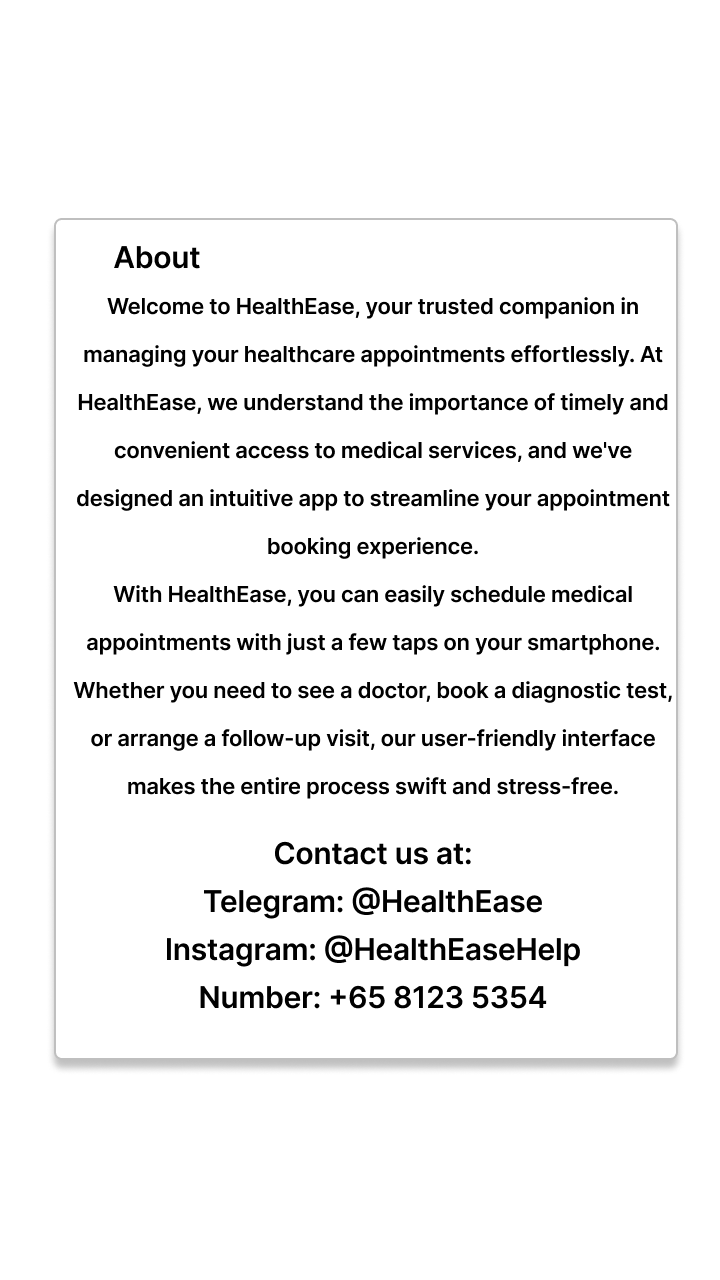 About
Welcome to HealthEase, your trusted companion in
managing your healthcare appointments effortlessly. At
HealthEase, we understand the importance of timely and
convenient access to medical services, and we've
designed an intuitive app to streamline your appointment
booking experience.
With HealthEase, you can easily schedule medical
appointments with just a few taps on your smartphone.
Whether you need to see a doctor, book a diagnostic test,
or arrange a follow-up visit, our user-friendly interface
makes the entire process swift and stress-free.
Contact us at:
Telegram: @HealthEase
Instagram: @HealthEaseHelp
Number: +65 8123 5354